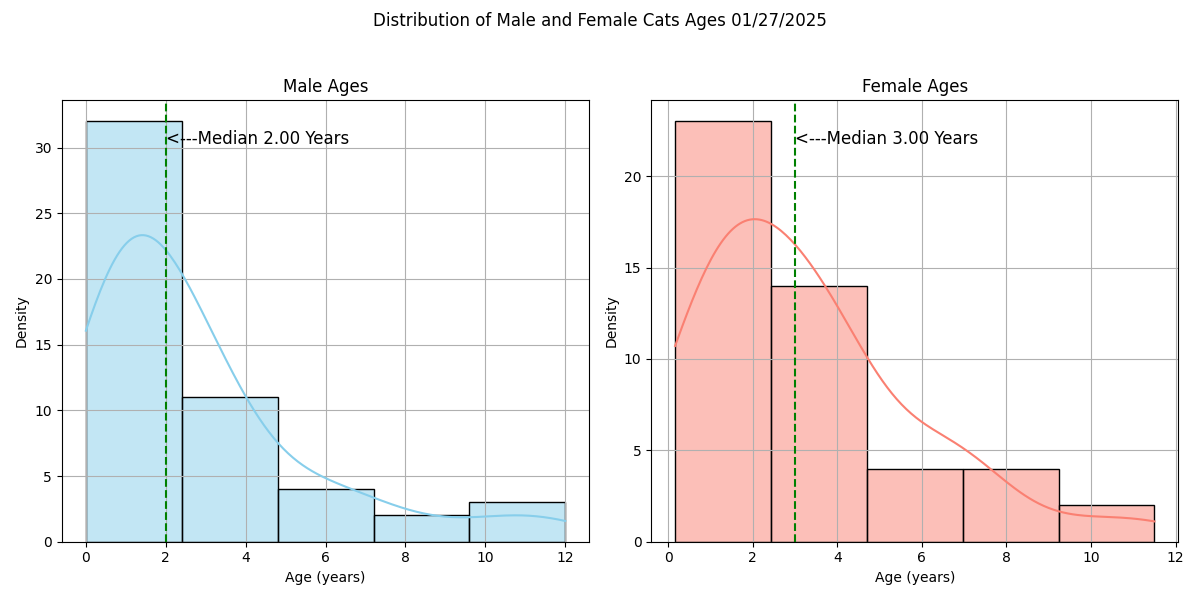 Distribution of Male and Female Cats Ages 01/27/2025
Male Ages
<---Median 2.00 Years
Density
30
25
20
15
10
5
0
0 2 4 6 8 10 12
Age (years)
Female Ages
<---Median 3.00 Years
Density
20
15
10
5
0
0 2 4 6 8 10 12
Age (years)